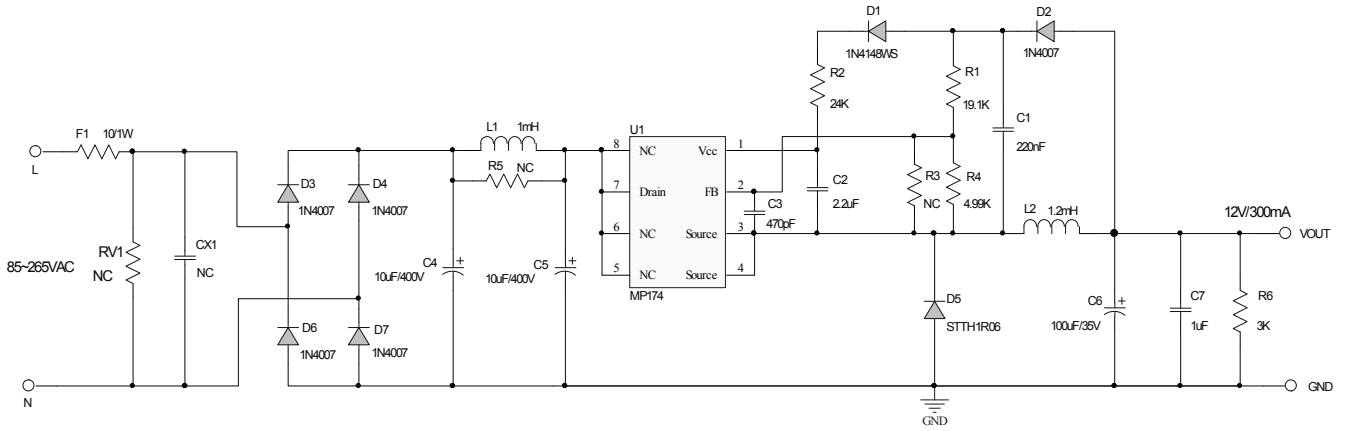 D1
1N4148WS
D2
1N4007
R2
24K
R1
19.1K
C1
220nF
F1 10/1W
L
L1 1mH
R5 NC
U1
8 NC Vcc 1
7 Drain FB 2
6 NC Source 3
5 NC Source 4
MP174
C2
2.2uF
C3
470pF
R3
NC
R4
4.99K
L2 1.2mH
12V/300mA
VOUT
D3
1N4007
D4
1N4007
85~265VAC
RV1
NC
CX1
NC
C4
10uF/400V
C5
10uF/400V
D5
STTH1R06
C6
100uF/35V
C7
1uF
R6
3K
D6
1N4007
D7
1N4007
N
GND
GND